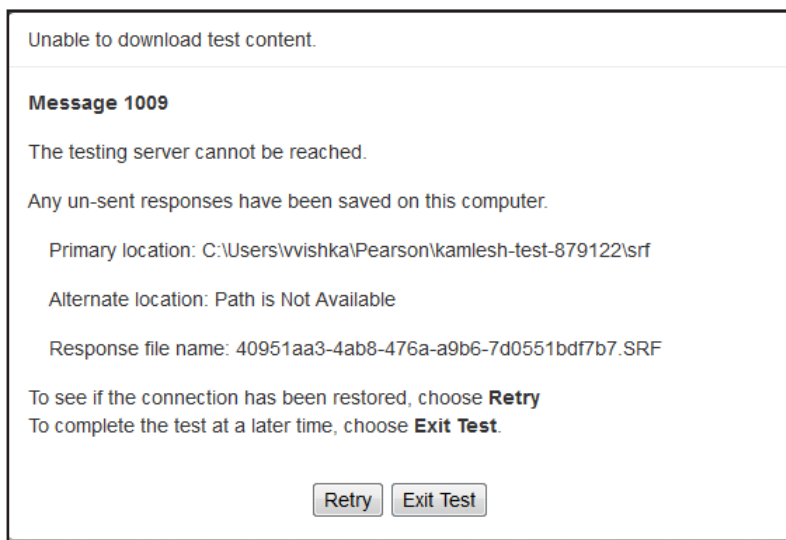 Unable to download test content.
Message 1009
The testing server cannot be reached.
Any un-sent responses have been saved on this computer.
Primary location: C:\Users\vvishka\Pearson\kamlesh-test-879122\srf
Alternate location: Path is Not Available
Response file name: 40951aa3-4ab8-476a-a9b6-7d0551bdf7b7.SRF
To see if the connection has been restored, choose Retry
To complete the test at a later time, choose Exit Test.
Retry Exit Test